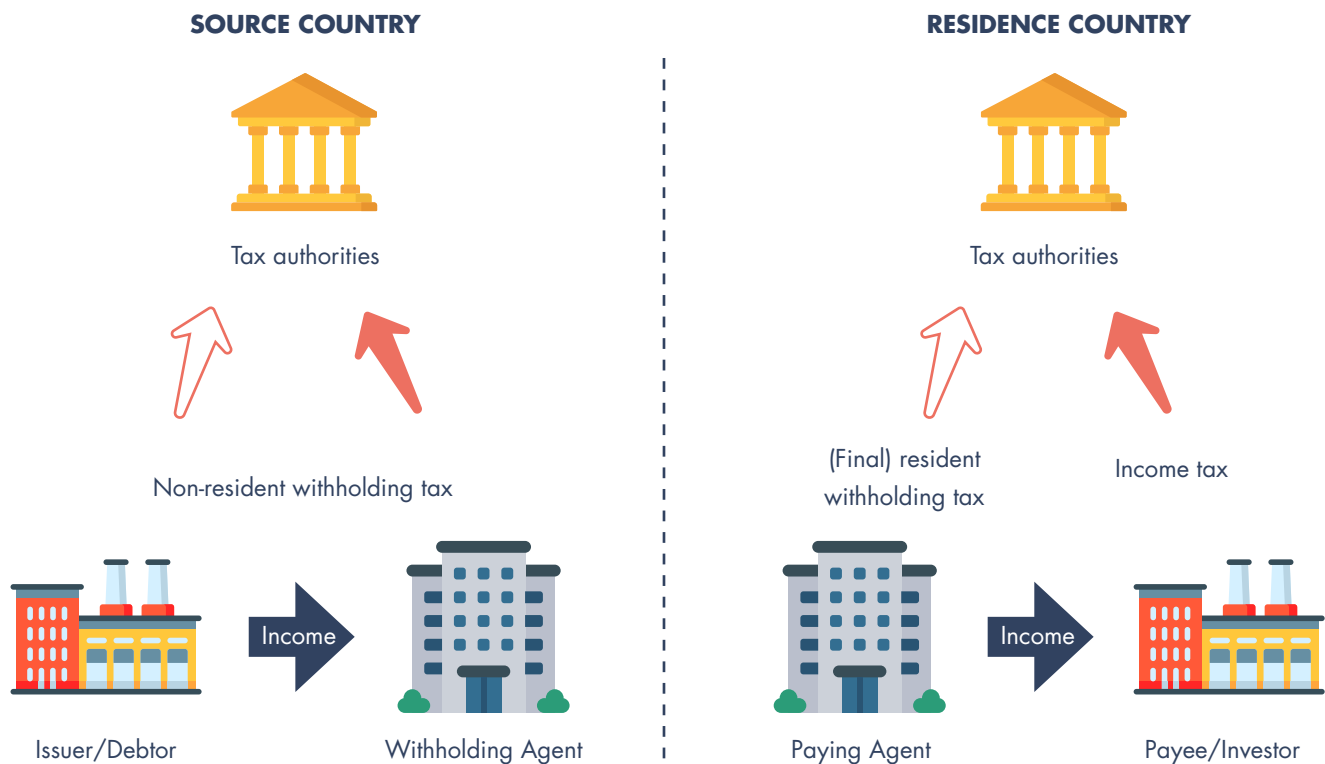 SOURCE COUNTRY
RESIDENCE COUNTRY
Tax authorities
Tax authorities
Non-resident withholding tax
(Final) resident
withholding tax
Income tax
Income
Income
Issuer/Debtor
Withholding Agent
Paying Agent
Payee/Investor